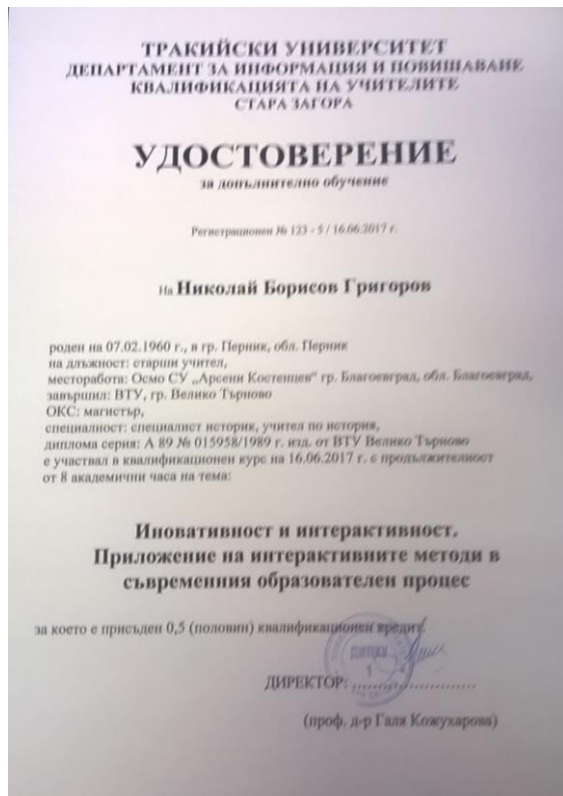 ТРАКИЙСКИ УНИВЕРСИТЕТ
ДЕПАРТАМЕНТ ЗА ИНФОРМАЦИЯ И ПОВИШАВАНЕ
КВАЛИФИКАЦИЯТА НА УЧИТЕЛИТЕ
СТАРА ЗАГОРА
УДОСТОВЕРЕНИЕ
за допълнително обучение
Регистрационен № 123 - 5 / 16.06.2017 г.
На Николай Борисов Григоров
роден на 07.02.1960 г., в гр. Перник, обл. Перник
на длъжност: старши учител,
месторабота: Осмо СУ „Арсени Костенцев“ гр. Благоевград, обл. Благоевград,
завършил: ВТУ, гр. Велико Търново
ОКС: магистър,
специалност: специалист историк, учител по история,
диплома серия: А 89 № 015958/1989 г. изд. от ВТУ Велико Търново
е участвал в квалификационен курс на 16.06.2017 г. с продължителност
от 8 академични часа на тема:
Иновативност и интерактивност.
Приложение на интерактивните методи в
съвременния образователен процес
за което е присъден 0,5 (половин) квалификационен кредит.
ДИПКУ
1
ДИРЕКТОР: ........................
(проф. д-р Галя Кожухарова)